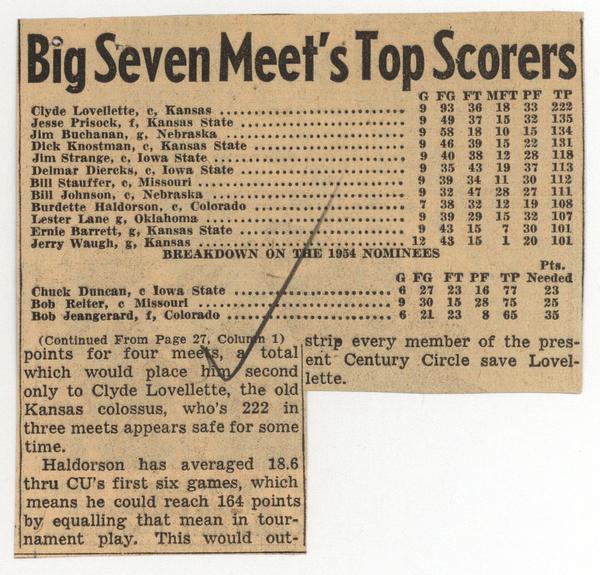 Big Seven Meet's Top Scorers
G FG FT MFT PF TP
Clyde Lovellette, c, Kansas ........ 9 93 36 18 33 222
Jesse Prisock, f, Kansas State ........ 9 49 37 15 32 135
Jim Buchanan, g, Nebraska ........ 9 58 18 10 15 134
Dick Knostman, c, Kansas State ........ 9 46 39 15 22 131
Jim Strange, c, Iowa State ........ 9 40 38 12 28 118
Delmar Diercks, c, Iowa State ........ 9 35 43 19 37 113
Bill Stauffer, c, Missouri ........ 9 39 34 11 30 112
Bill Johnson, c, Nebraska ........ 9 32 47 28 27 111
Burdette Haldorson, c, Colorado ........ 7 38 32 12 19 108
Lester Lane g, Oklahoma ........ 9 39 29 15 32 107
Ernie Barrett, g, Kansas State ........ 9 43 15 7 30 101
Jerry Waugh, g, Kansas ........ 12 43 15 1 20 101
BREAKDOWN ON THE 1954 NOMINEES
Pts.
G FG FT PF TP Needed
Chuck Duncan, c Iowa State ........ 6 27 23 16 77 23
Bob Reiter, c Missouri ........ 9 30 15 28 75 25
Bob Jeangerard, f, Colorado ........ 6 21 23 8 65 35
(Continued From Page 27, Column 1)
points for four meets, a total
which would place him second
only to Clyde Lovellette, the old
Kansas colossus, who's 222 in
three meets appears safe for some
time.
Haldorson has averaged 18.6
thru CU's first six games, which
means he could reach 164 points
by equalling that mean in tour-
nament play. This would out-
strip every member of the pres-
ent Century Circle save Lovel-
lette.